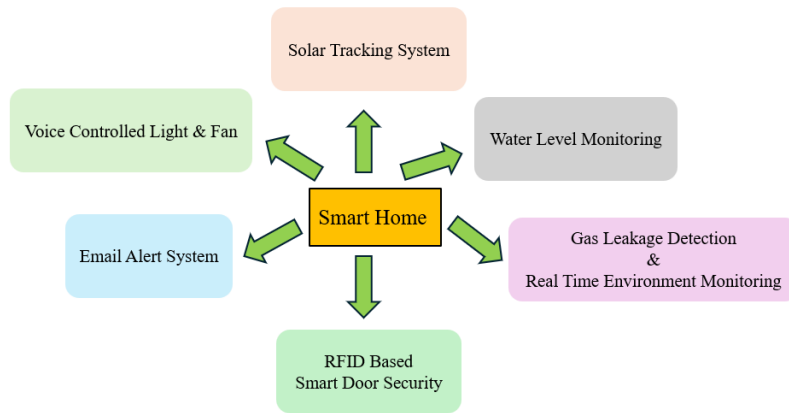 Solar Tracking System
Voice Controlled Light & Fan
Water Level Monitoring
Smart Home
Email Alert System
Gas Leakage Detection
&
Real Time Environment Monitoring
RFID Based
Smart Door Security